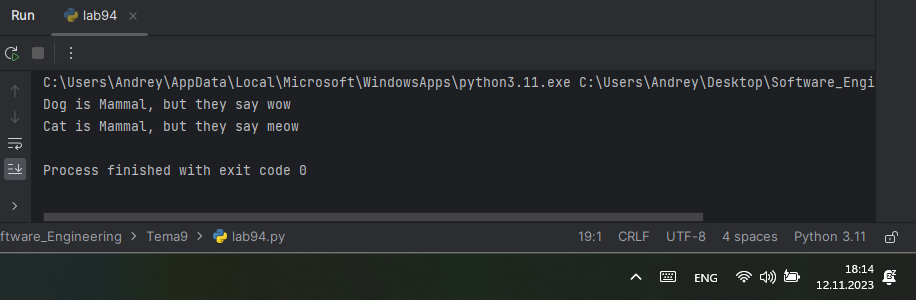 Run lab94
C:\Users\Andrey\AppData\Local\Microsoft\WindowsApps\python3.11.exe C:\Users\Andrey\Desktop\Software_Engi
Dog is Mammal, but they say wow
Cat is Mammal, but they say meow
Process finished with exit code 0
ftware_Engineering > Tema9 > lab94.py 19:1 CRLF UTF-8 4 spaces Python 3.11
ENG 18:14
12.11.2023